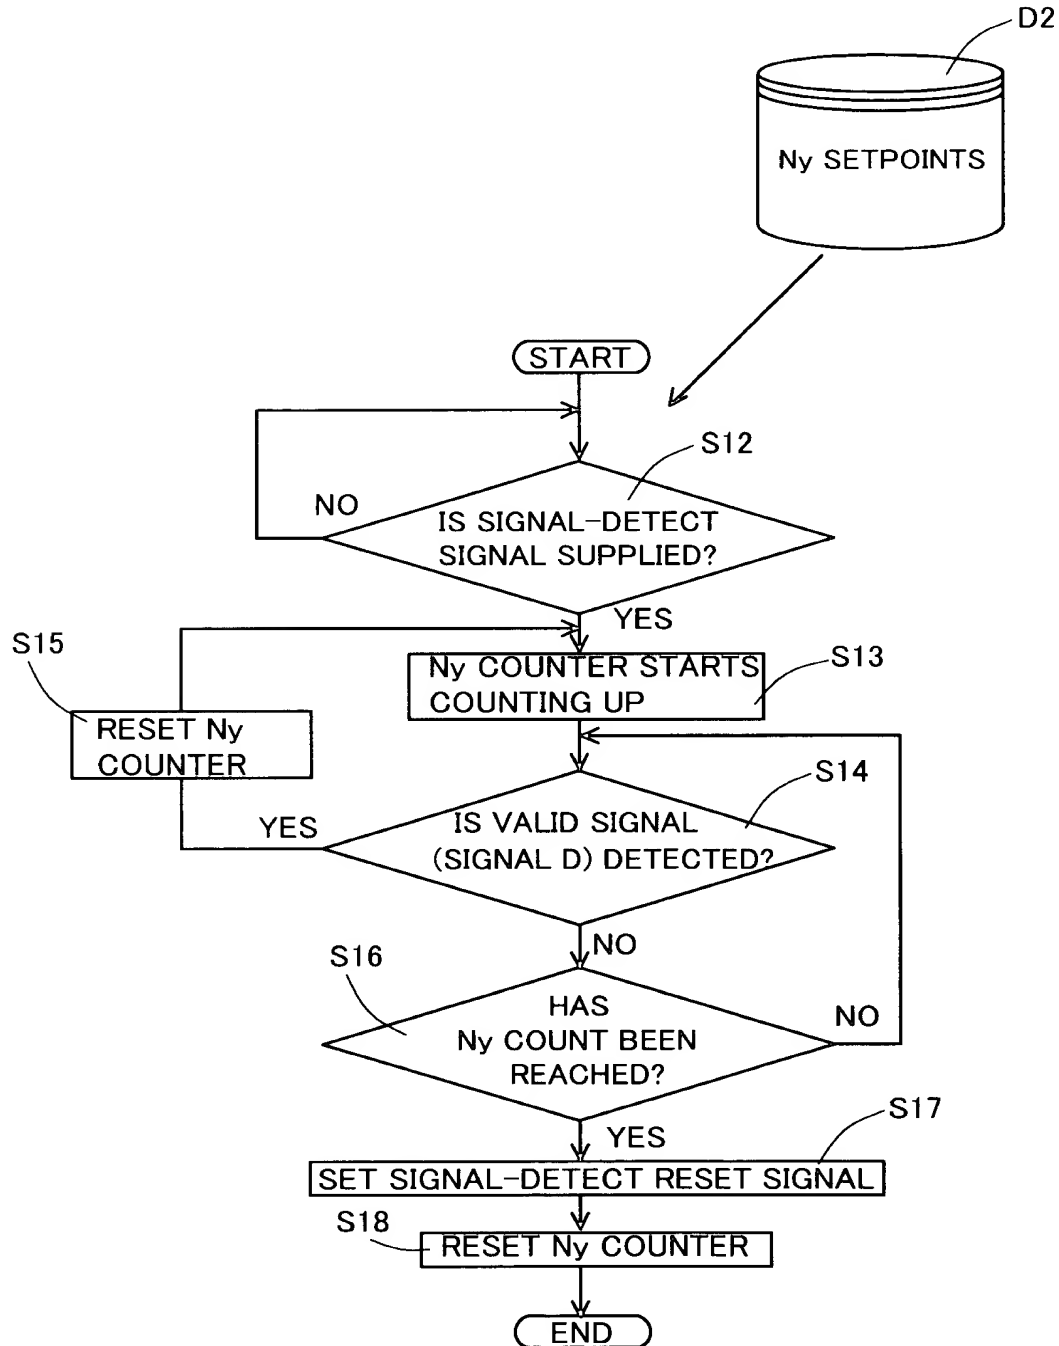 D2
Ny SETPOINTS
START
S12
NO
IS SIGNAL-DETECT
SIGNAL SUPPLIED?
YES
S15
S13
Ny COUNTER STARTS
COUNTING UP
RESET Ny
COUNTER
S14
YES
IS VALID SIGNAL
(SIGNAL D) DETECTED?
NO
S16
HAS
Ny COUNT BEEN
REACHED?
NO
S17
YES
SET SIGNAL-DETECT RESET SIGNAL
S18
RESET Ny COUNTER
END